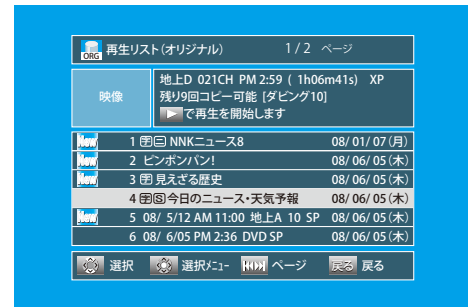 ORG 再生リスト(オリジナル) 1/2 ページ
映像
地上D 021CH PM 2:59 ( 1h06m41s) XP
残り9回コピー可能 [ダビング10]
で再生を開始します
New 1 字二 NNKニュース8 08/01/07(月)
New 2 ピンポンパン! 08/06/05(木)
3 字 見えざる歴史 08/06/05(木)
4 字S今日のニュース・天気予報 08/06/05(木)
New 5 08/ 5/12 AM 11:00 地上A 10 SP 08/06/05(木)
6 08/ 6/05 PM 2:36 DVD SP 08/06/05(木)
選択 選択メニュー ページ 戻る 戻る